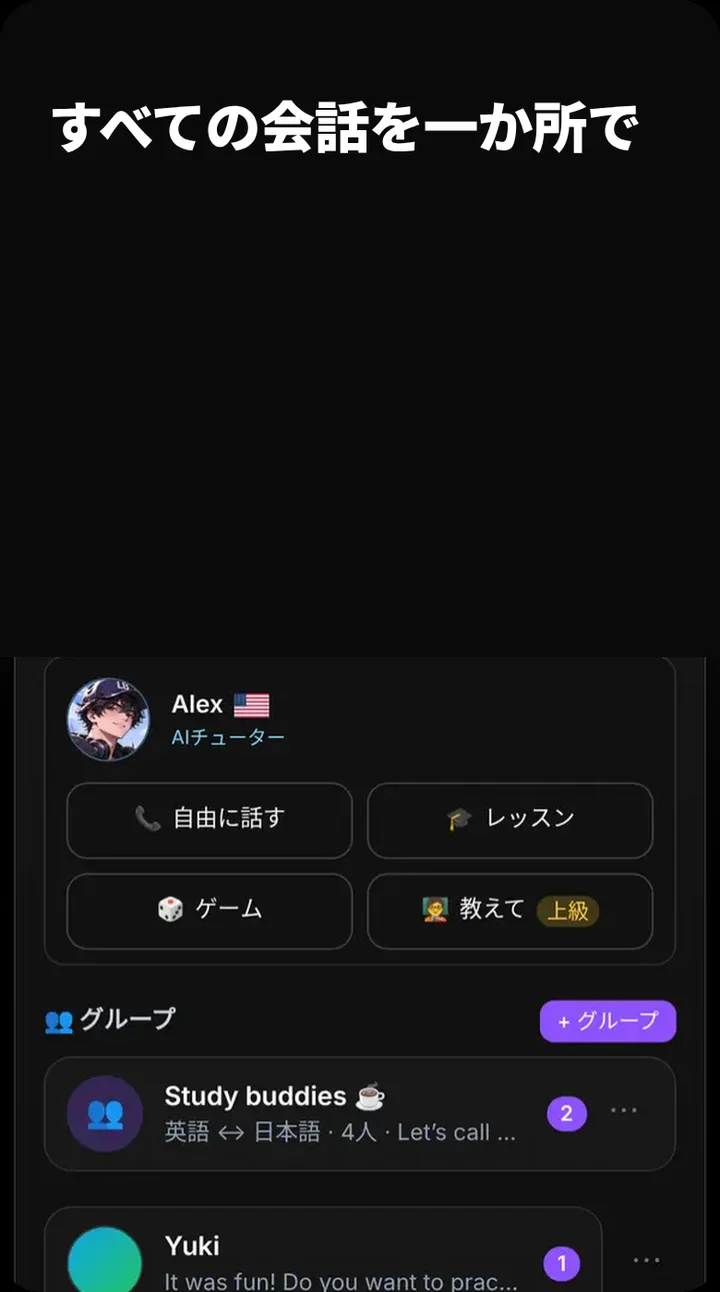 すべての会話を一か所で
Alex 🇺🇸
AIチューター
📞 自由に話す
🎓 レッスン
🎲 ゲーム
🧑‍🏫 教えて 上級
👥 グループ
+ グループ
Study buddies ☕
英語 ↔ 日本語 · 4人 · Let's call ...
2
Yuki
It was fun! Do you want to prac...
1